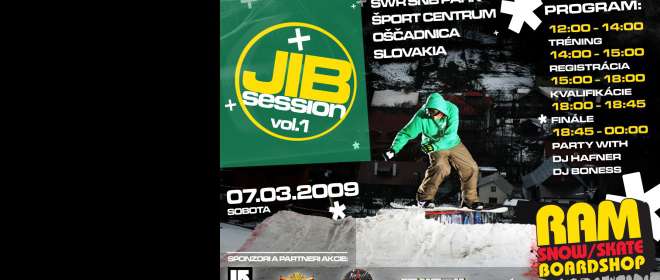 JIB
session
vol.1
ŠPORT CENTRUM
OŠČADNICA
SLOVAKIA
PROGRAM:
12:00 - 14:00
TRÉNING
14:00 - 15:00
REGISTRÁCIA
15:00 - 18:00
KVALIFIKÁCIE
18:00 - 18:45
FINÁLE
18:45 - 00:00
PARTY WITH
DJ HAFNER
DJ BONESS
07.03.2009
SOBOTA
SPONZORI A PARTNERI AKCIE:
RAM
SNOW/SKATE
BOARDSHOP